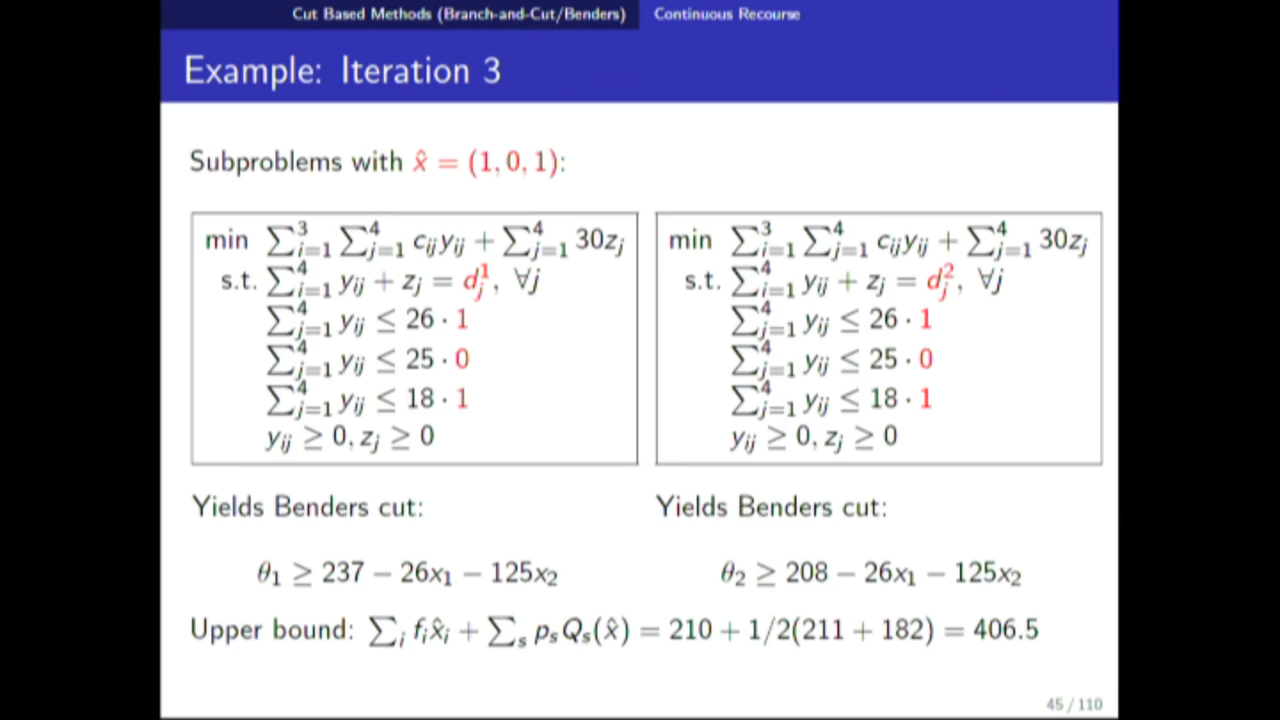 Cut Based Methods (Branch-and-Cut/Benders) Continuous Recourse
Example: Iteration 3
Subproblems with x̂ = (1, 0, 1):
min ∑³ᵢ₌₁ ∑⁴ⱼ₌₁ cᵢⱼyᵢⱼ + ∑⁴ⱼ₌₁ 30zⱼ
s.t. ∑⁴ᵢ₌₁ yᵢⱼ + zⱼ = d¹ⱼ, ∀j
∑⁴ⱼ₌₁ yᵢⱼ ≤ 26 · 1
∑⁴ⱼ₌₁ yᵢⱼ ≤ 25 · 0
∑⁴ⱼ₌₁ yᵢⱼ ≤ 18 · 1
yᵢⱼ ≥ 0, zⱼ ≥ 0
min ∑³ᵢ₌₁ ∑⁴ⱼ₌₁ cᵢⱼyᵢⱼ + ∑⁴ⱼ₌₁ 30zⱼ
s.t. ∑⁴ᵢ₌₁ yᵢⱼ + zⱼ = d²ⱼ, ∀j
∑⁴ⱼ₌₁ yᵢⱼ ≤ 26 · 1
∑⁴ⱼ₌₁ yᵢⱼ ≤ 25 · 0
∑⁴ⱼ₌₁ yᵢⱼ ≤ 18 · 1
yᵢⱼ ≥ 0, zⱼ ≥ 0
Yields Benders cut:
θ₁ ≥ 237 − 26x₁ − 125x₂
Yields Benders cut:
θ₂ ≥ 208 − 26x₁ − 125x₂
Upper bound: ∑ᵢ fᵢx̂ᵢ + ∑ₛ pₛQₛ(x̂) = 210 + 1/2(211 + 182) = 406.5
45 / 110